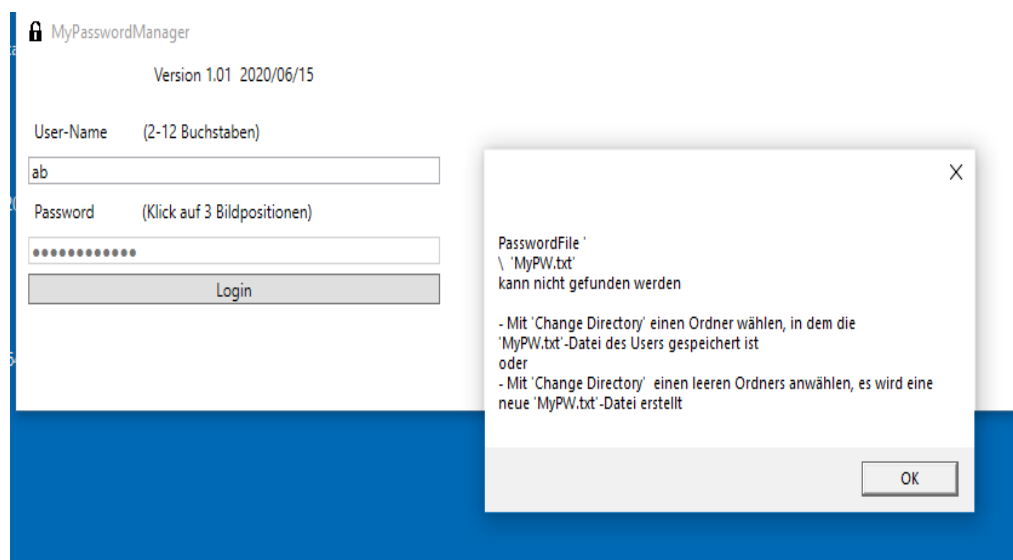 MyPasswordManager
Version 1.01 2020/06/15
User-Name (2-12 Buchstaben)
ab
Password (Klick auf 3 Bildpositionen)
●●●●●●●●●●●●
Login
PasswordFile '
\ 'MyPW.txt'
kann nicht gefunden werden
- Mit 'Change Directory' einen Ordner wählen, in dem die
'MyPW.txt'-Datei des Users gespeichert ist
oder
- Mit 'Change Directory' einen leeren Ordners anwählen, es wird eine
neue 'MyPW.txt'-Datei erstellt
OK